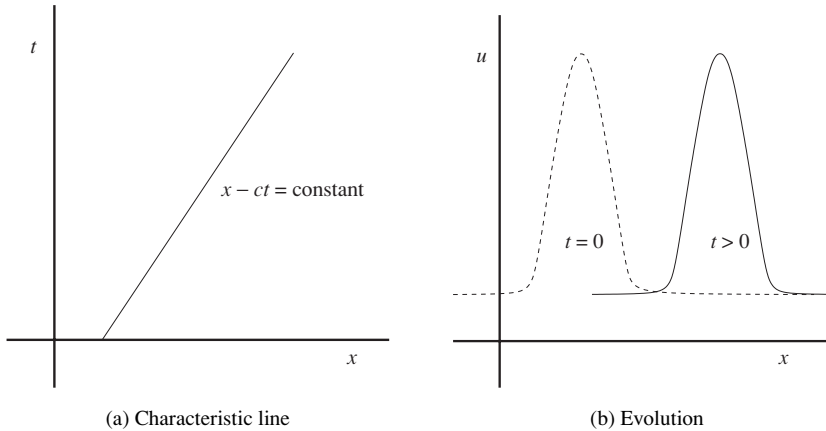 t
x − ct = constant
x
(a) Characteristic line
u
t = 0
t > 0
x
(b) Evolution